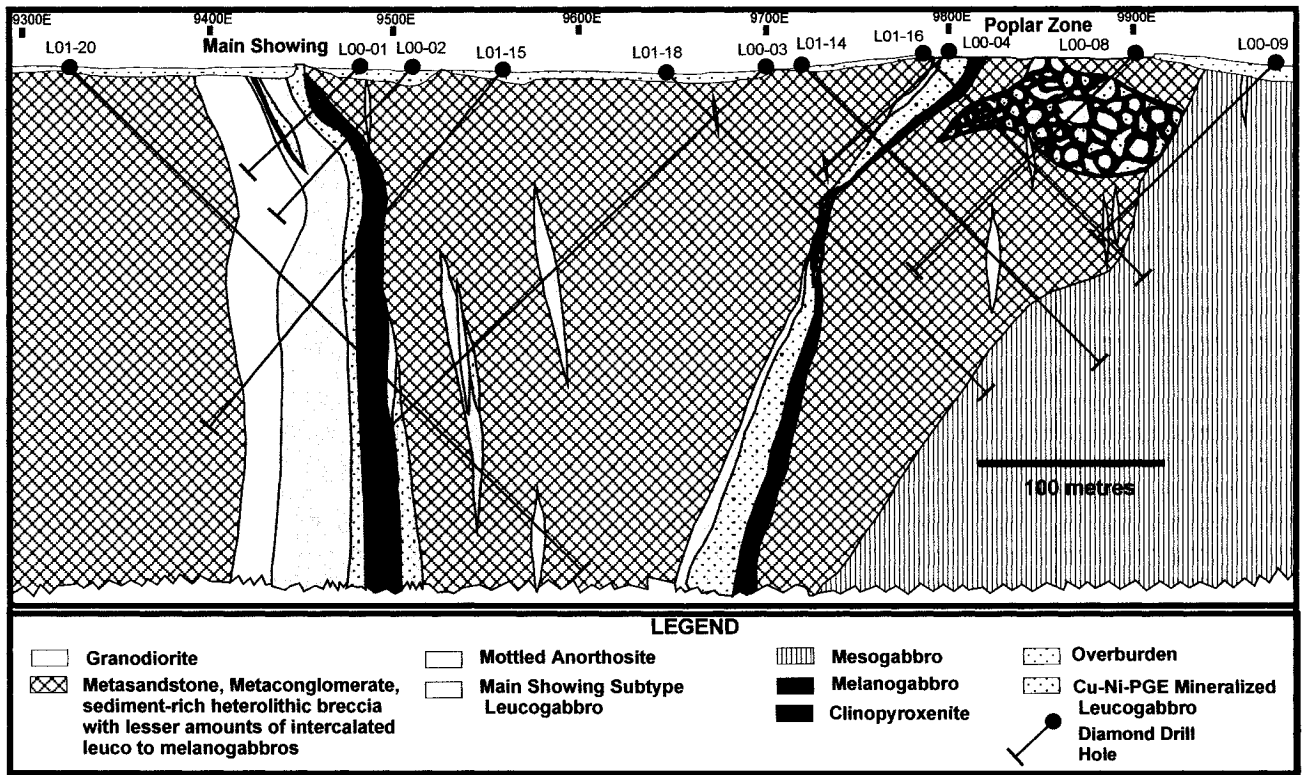 9300E 9400E 9500E 9600E 9700E 9800E 9900E
Poplar Zone
L01-20 Main Showing L00-01 L00-02 L01-15 L01-18 L00-03 L01-14 L01-16 L00-04 L00-08 L00-09
100 metres
LEGEND
Granodiorite
Metasandstone, Metaconglomerate,
sediment-rich heterolithic breccia
with lesser amounts of intercalated
leuco to melanogabbros
Mottled Anorthosite
Main Showing Subtype
Leucogabbro
Mesogabbro
Melanogabbro
Clinopyroxenite
Overburden
Cu-Ni-PGE Mineralized
Leucogabbro
Diamond Drill
Hole